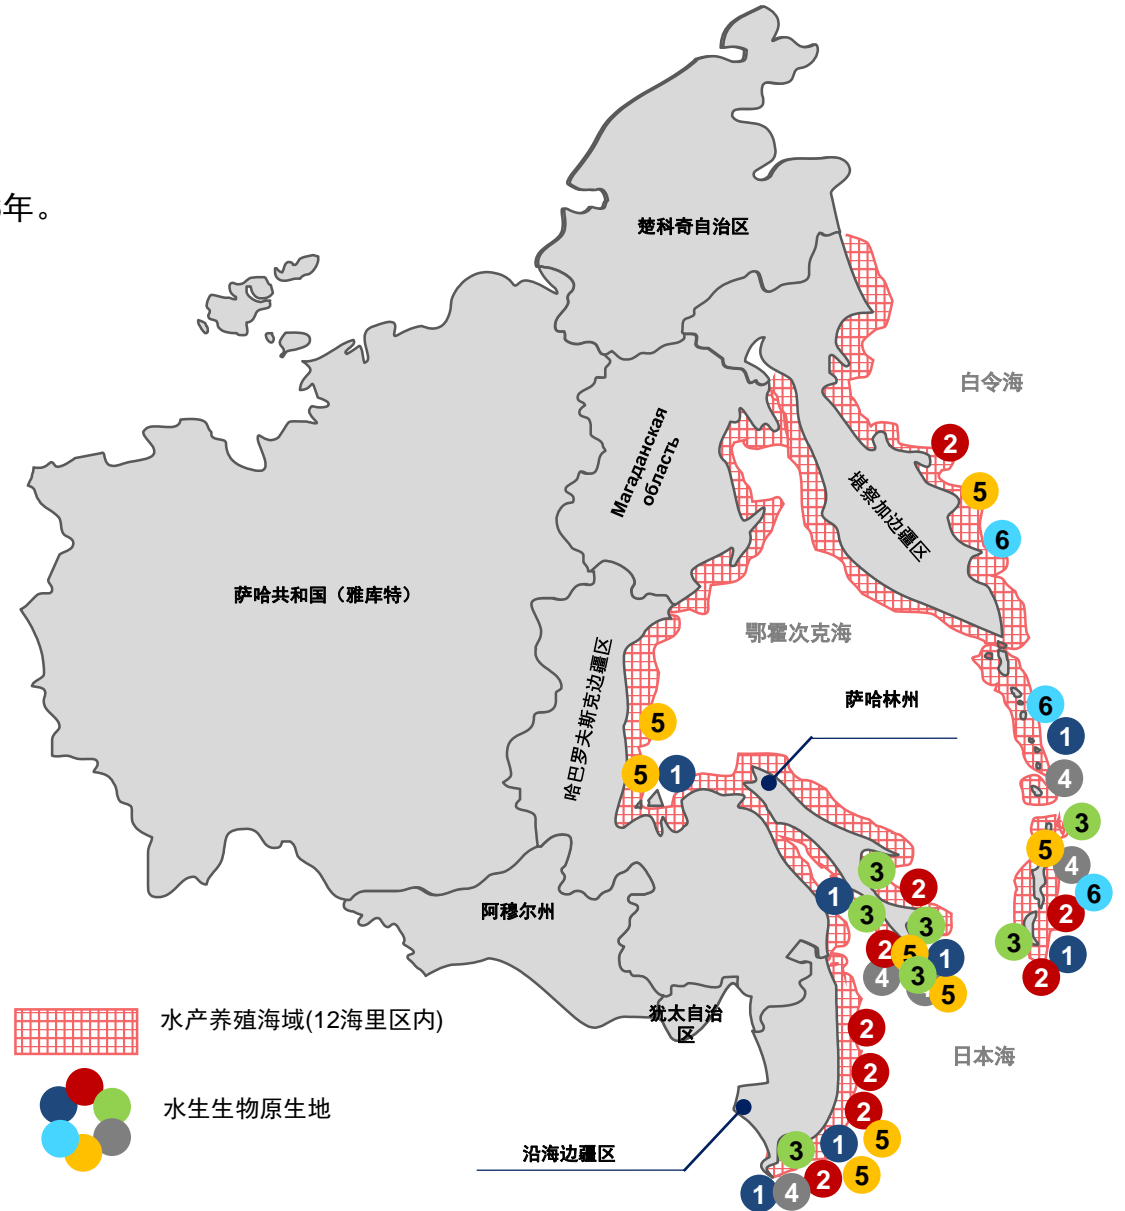 年。
楚科奇自治区
白令海
2
Магаданская
область
5
堪察加边疆区
6
萨哈共和国（雅库特）
鄂霍次克海
哈巴罗夫斯克边疆区
萨哈林州
6
5
1
5
1
4
3
5
4
3
2
6
1
3
2
阿穆尔州
3
3
2
5
1
1
4
3
2
5
犹太自治
区
水产养殖海域(12海里区内)
2
日本海
2
水生生物原生地
2
1
5
3
沿海边疆区
5
2
4
1